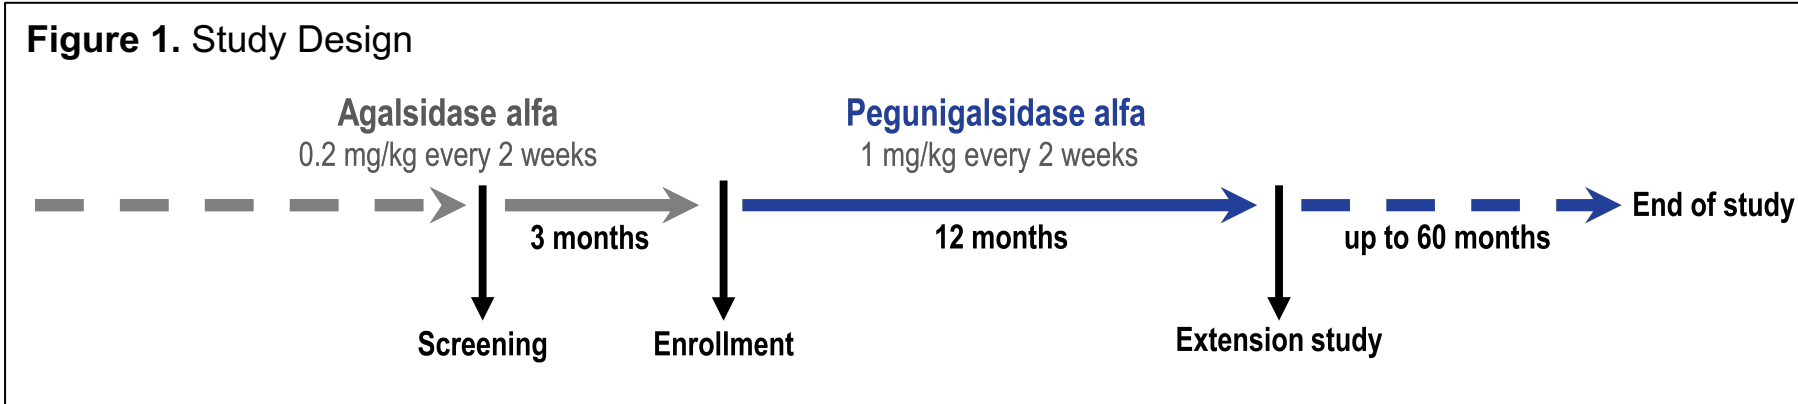 Figure 1. Study Design
Agalsidase alfa
0.2 mg/kg every 2 weeks
Pegunigalsidase alfa
1 mg/kg every 2 weeks
3 months
12 months
up to 60 months
End of study
Screening
Enrollment
Extension study